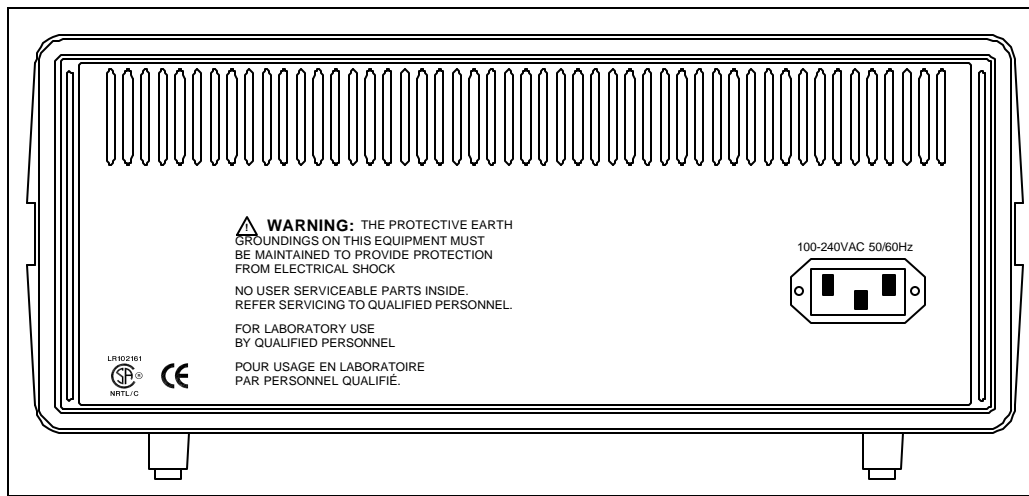 WARNING: THE PROTECTIVE EARTH
GROUNDINGS ON THIS EQUIPMENT MUST
BE MAINTAINED TO PROVIDE PROTECTION
FROM ELECTRICAL SHOCK
NO USER SERVICEABLE PARTS INSIDE.
REFER SERVICING TO QUALIFIED PERSONNEL.
FOR LABORATORY USE
BY QUALIFIED PERSONNEL
POUR USAGE EN LABORATOIRE
PAR PERSONNEL QUALIFIÉ.
100-240VAC 50/60Hz
LR102161
SA ®
NRTL/C
CE